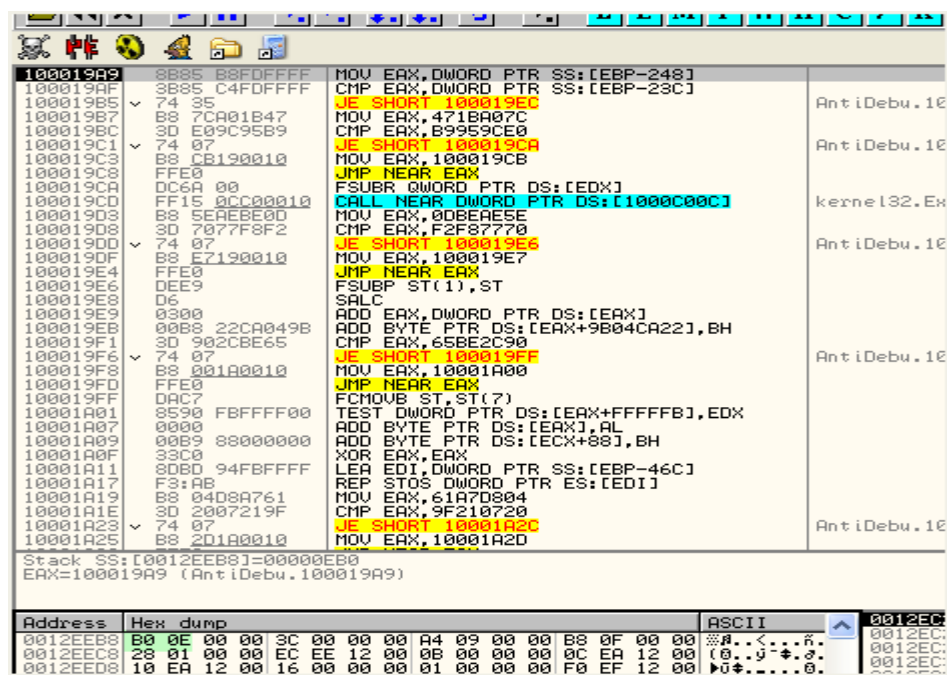 L E M T W H C / K
100019A9 8B85 B8FDFFFF MOV EAX,DWORD PTR SS:[EBP-248]
100019AF 3B85 C4FDFFFF CMP EAX,DWORD PTR SS:[EBP-23C]
100019B5 74 35 JE SHORT 100019EC AntiDebu.10
100019B7 B8 7CA01B47 MOV EAX,471BA07C
100019BC 3D E09C95B9 CMP EAX,B9959CE0
100019C1 74 07 JE SHORT 100019CA AntiDebu.10
100019C3 B8 CB190010 MOV EAX,100019CB
100019C8 FFE0 JMP NEAR EAX
100019CA DC6A 00 FSUBR QWORD PTR DS:[EDX]
100019CD FF15 0CC00010 CALL NEAR DWORD PTR DS:[1000C00C] kernel32.Ex
100019D3 B8 5EAEBE0D MOV EAX,0DBEAE5E
100019D8 3D 7077F8F2 CMP EAX,F2F87770
100019DD 74 07 JE SHORT 100019E6 AntiDebu.10
100019DF B8 E7190010 MOV EAX,100019E7
100019E4 FFE0 JMP NEAR EAX
100019E6 DEE9 FSUBP ST(1),ST
100019E8 D6 SALC
100019E9 0300 ADD EAX,DWORD PTR DS:[EAX]
100019EB 00B8 22CA049B ADD BYTE PTR DS:[EAX+9B04CA22],BH
100019F1 3D 902CBE65 CMP EAX,65BE2C90
100019F6 74 07 JE SHORT 100019FF AntiDebu.10
100019F8 B8 001A0010 MOV EAX,10001A00
100019FD FFE0 JMP NEAR EAX
100019FF DAC7 FCMOVB ST,ST(7)
10001A01 8590 FBFFFF00 TEST DWORD PTR DS:[EAX+FFFFFB],EDX
10001A07 0000 ADD BYTE PTR DS:[EAX],AL
10001A09 00B9 88000000 ADD BYTE PTR DS:[ECX+88],BH
10001A0F 33C0 XOR EAX,EAX
10001A11 8DBD 94FBFFFF LEA EDI,DWORD PTR SS:[EBP-46C]
10001A17 F3:AB REP STOS DWORD PTR ES:[EDI]
10001A19 B8 04D8A761 MOV EAX,61A7D804
10001A1E 3D 2007219F CMP EAX,9F210720
10001A23 74 07 JE SHORT 10001A2C AntiDebu.10
10001A25 B8 2D1A0010 MOV EAX,10001A2D
Stack SS:[0012EEB8]=00000EB0
EAX=100019A9 (AntiDebu.100019A9)
Address Hex dump ASCII 0012EC
0012EEB8 B0 0E 00 00 3C 00 00 00 A4 09 00 00 B8 0F 00 00 0012EC
0012EEC8 28 01 00 00 EC EE 12 00 0B 00 00 00 0C EA 12 00 0012EC
0012EED8 10 EA 12 00 16 00 00 00 01 00 00 00 F0 EF 12 00